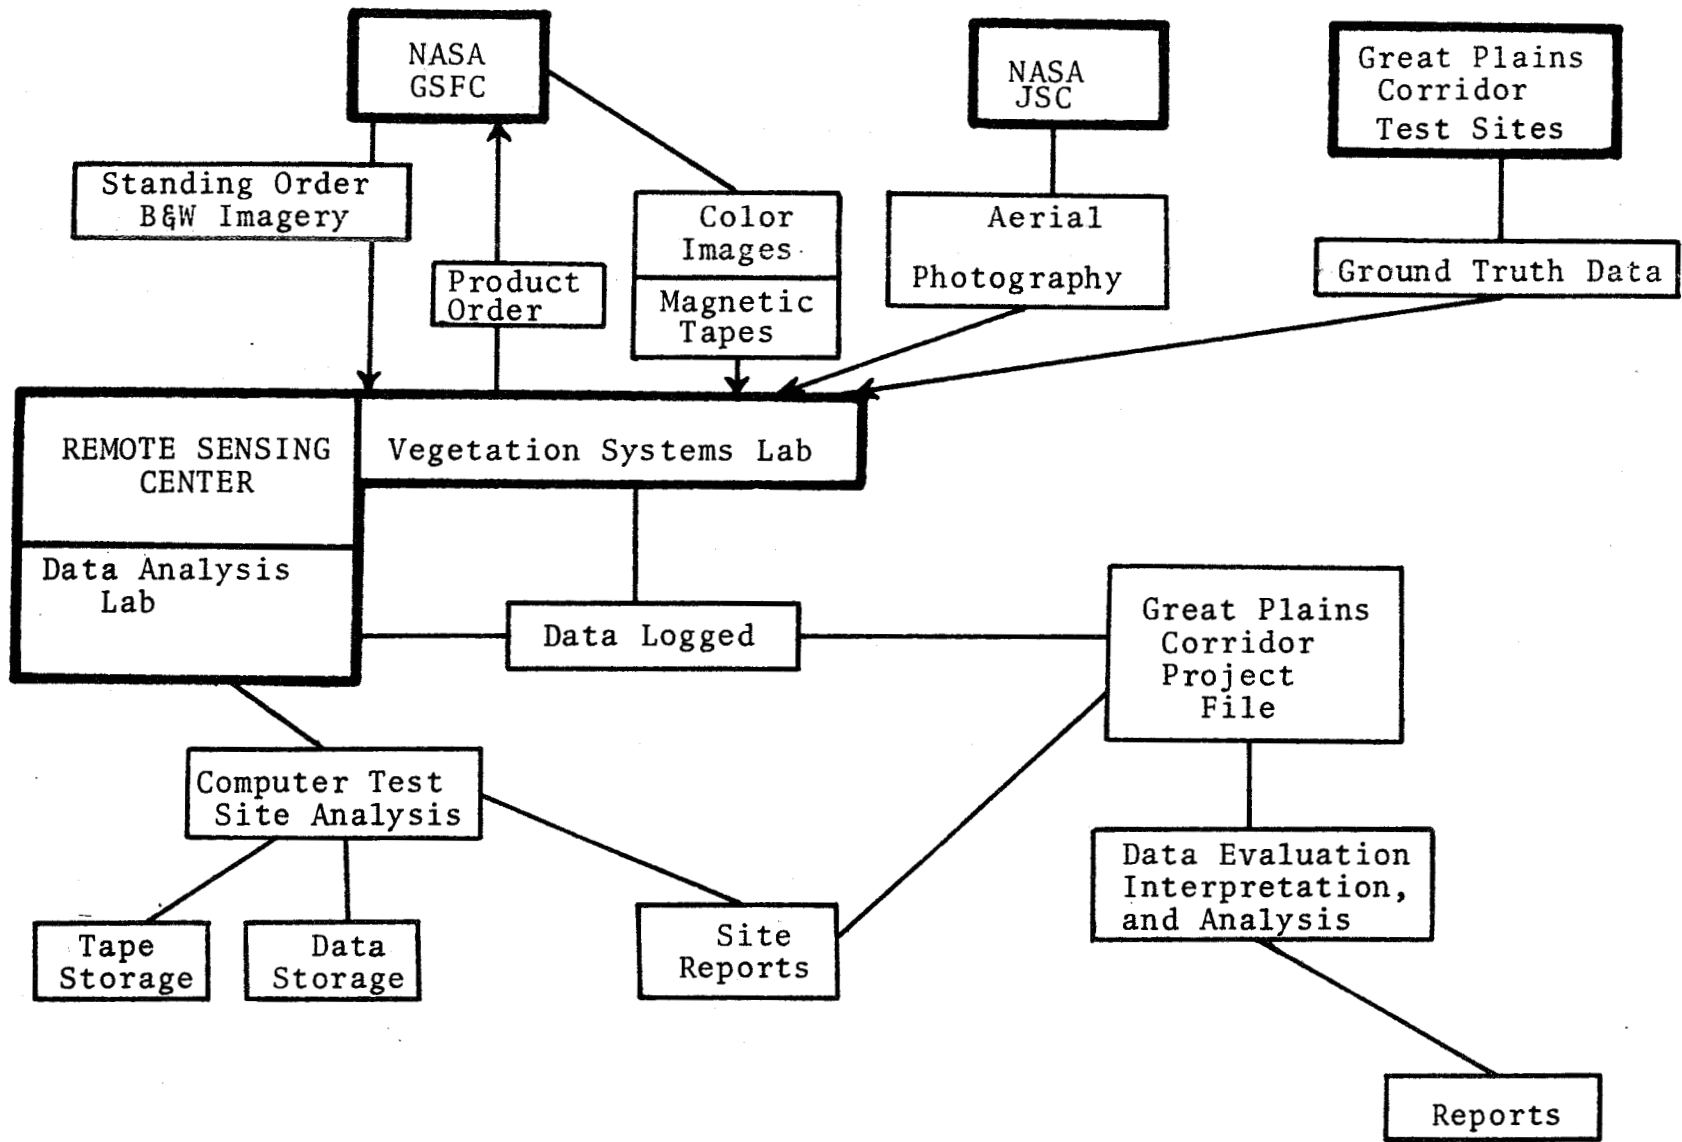 NASA
GSFC
NASA
JSC
Great Plains
Corridor
Test Sites
Standing Order
B&W Imagery
Product
Order
Color
Images
Magnetic
Tapes
Aerial
Photography
Ground Truth Data
REMOTE SENSING
CENTER
Vegetation Systems Lab
Data Analysis
Lab
Data Logged
Great Plains
Corridor
Project
File
Computer Test
Site Analysis
Data Evaluation
Interpretation,
and Analysis
Tape
Storage
Data
Storage
Site
Reports
Reports